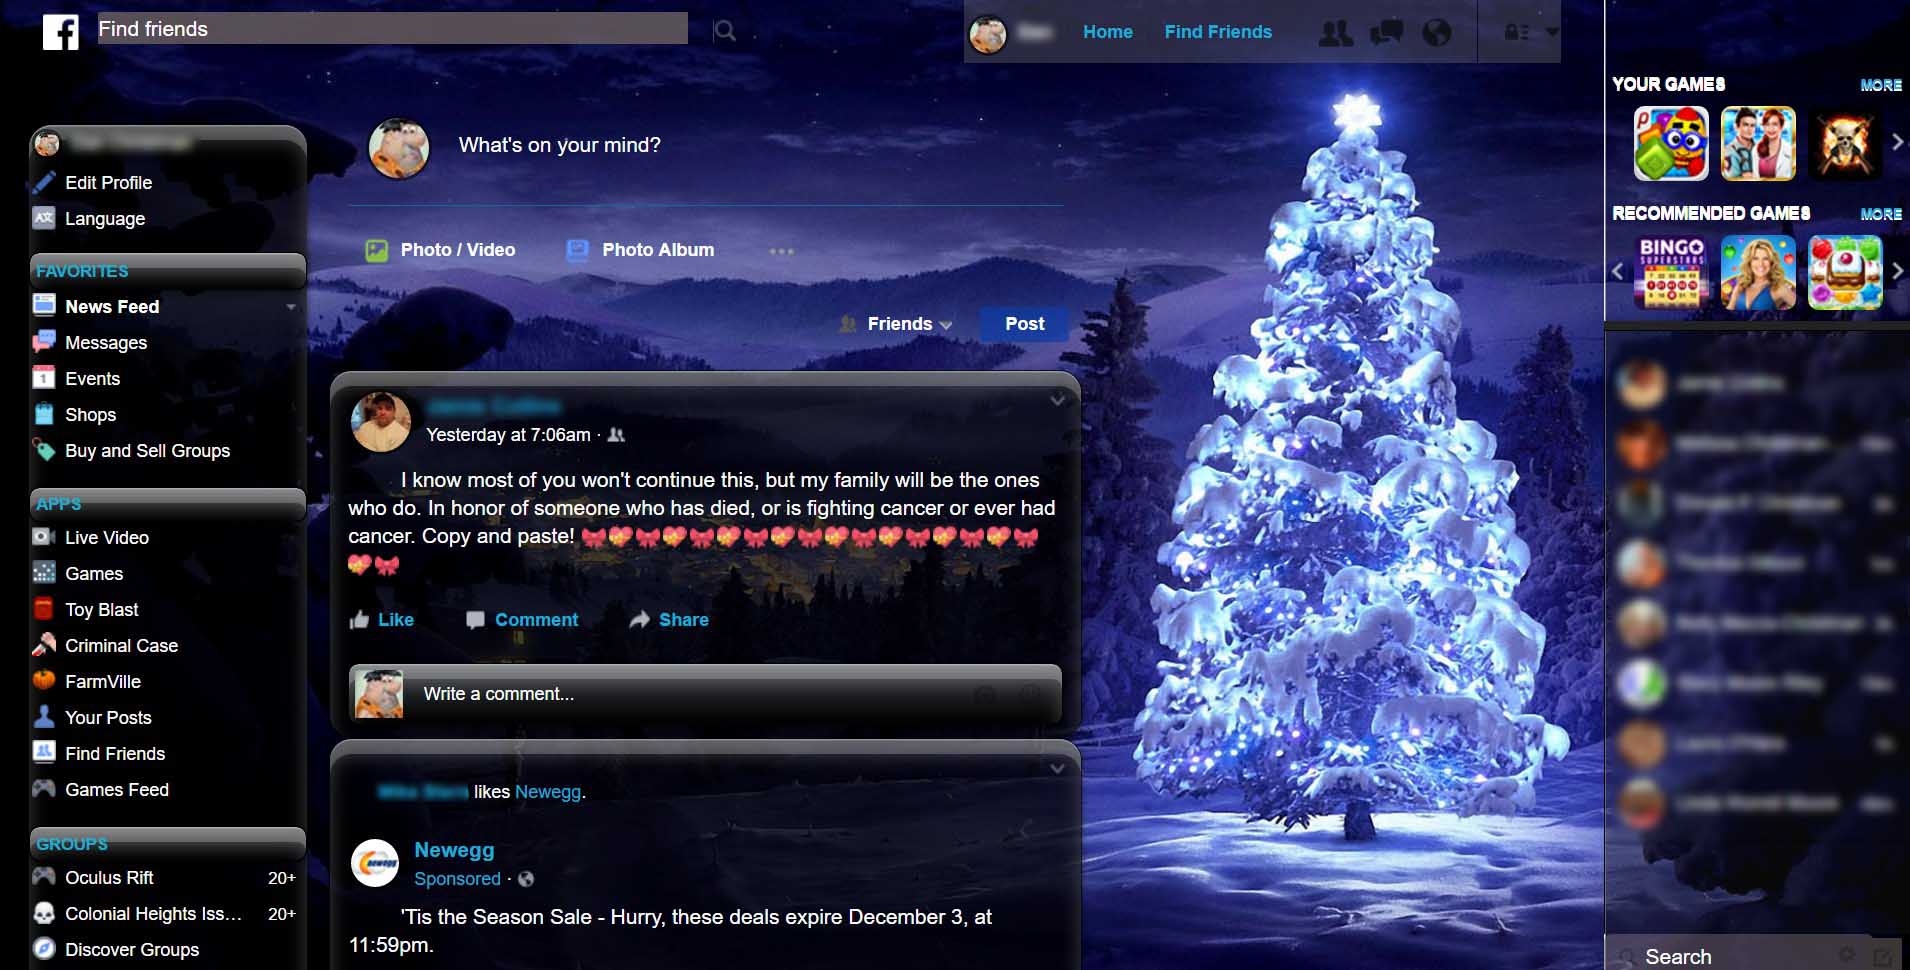 Find friends
Home
Find Friends
YOUR GAMES
MORE
RECOMMENDED GAMES
MORE
BINGO
SUPERSTARS
Edit Profile
Language
FAVORITES
News Feed
Messages
Events
Shops
Buy and Sell Groups
APPS
Live Video
Games
Toy Blast
Criminal Case
FarmVille
Your Posts
Find Friends
Games Feed
GROUPS
Oculus Rift 20+
Colonial Heights Iss... 20+
Discover Groups
What's on your mind?
Photo / Video
Photo Album
Friends
Post
Yesterday at 7:06am ·
I know most of you won't continue this, but my family will be the ones
who do. In honor of someone who has died, or is fighting cancer or ever had
cancer. Copy and paste! 🎀💝🎀💝🎀💝🎀💝🎀💝🎀💝🎀💝🎀💝🎀
💝🎀
Like
Comment
Share
Write a comment...
likes Newegg.
newegg
Newegg
Sponsored ·
'Tis the Season Sale - Hurry, these deals expire December 3, at
11:59pm.
Search